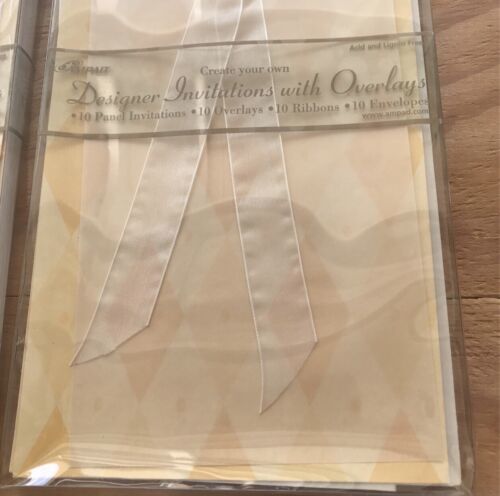 Acid and Lignin Free
AMPAD
Create your own
Designer Invitations with Overlays
•10 Panel Invitations •10 Overlays •10 Ribbons •10 Envelopes
www.ampad.com